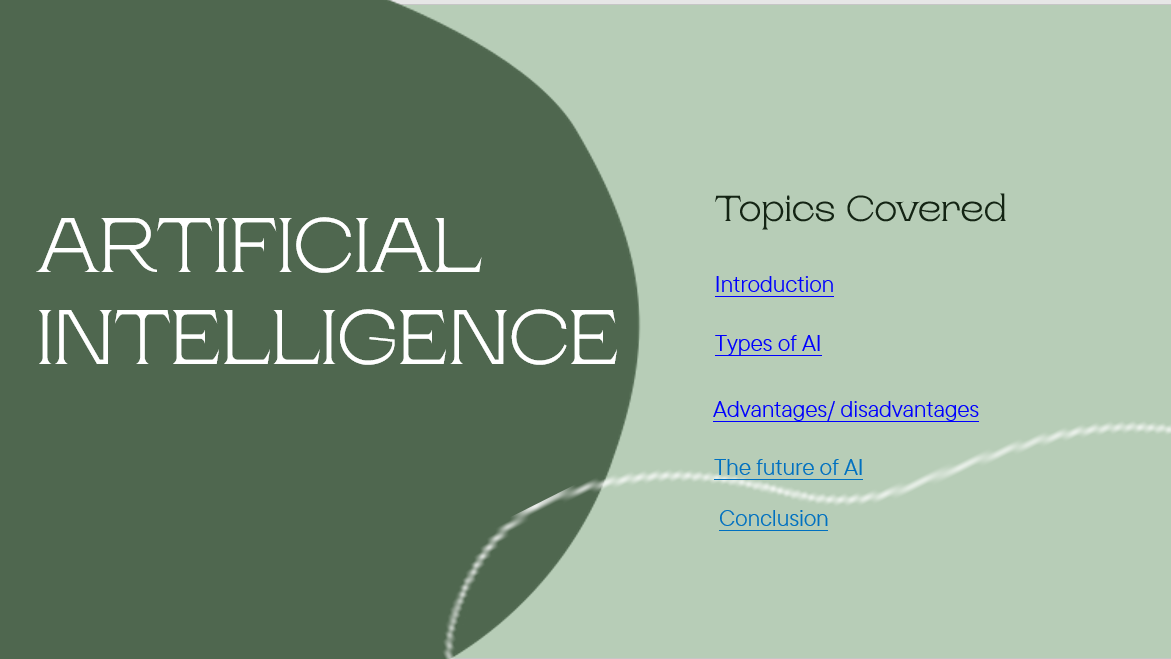 ARTIFICIAL
INTELLIGENCE
Topics Covered
Introduction
Types of AI
Advantages/ disadvantages
The future of AI
Conclusion